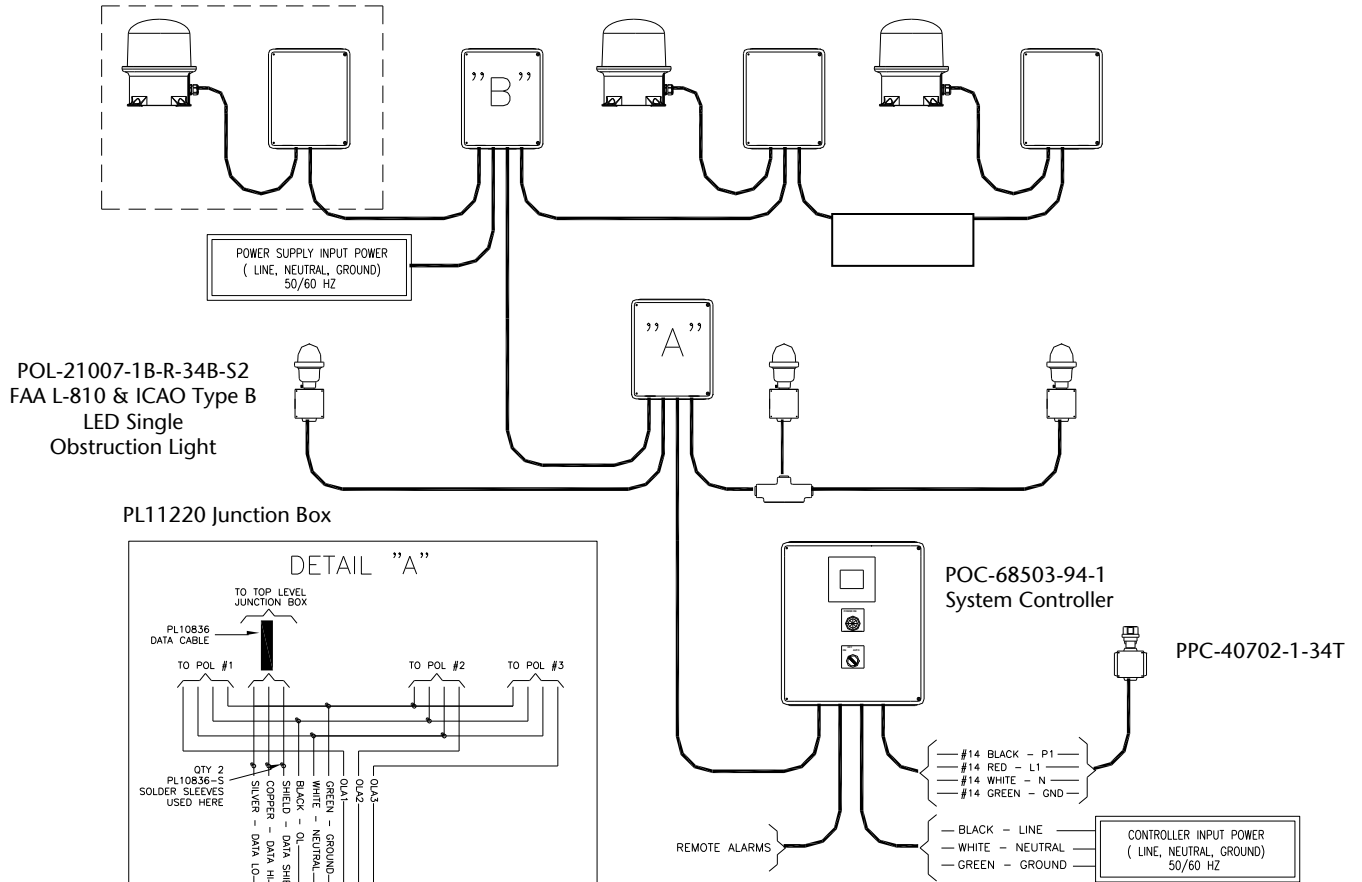 "B"
POWER SUPPLY INPUT POWER
( LINE, NEUTRAL, GROUND)
50/60 HZ
"A"
POL-21007-1B-R-34B-S2
FAA L-810 & ICAO Type B
LED Single
Obstruction Light
PL11220 Junction Box
DETAIL "A"
TO TOP LEVEL
JUNCTION BOX
PL10836
DATA CABLE
TO POL #1
TO POL #2
TO POL #3
QTY 2
PL10836-S
SOLDER SLEEVES
USED HERE
SILVER - DATA LO
COPPER - DATA HI
SHIELD - DATA
BLACK - OL
WHITE - NEUTRAL
GREEN - GROUND
OLA1
OLA2
OLA3
POC-68503-94-1
System Controller
PPC-40702-1-34T
#14 BLACK - P1
#14 RED - L1
#14 WHITE - N
#14 GREEN - GND
REMOTE ALARMS
BLACK - LINE
WHITE - NEUTRAL
GREEN - GROUND
CONTROLLER INPUT POWER
( LINE, NEUTRAL, GROUND)
50/60 HZ